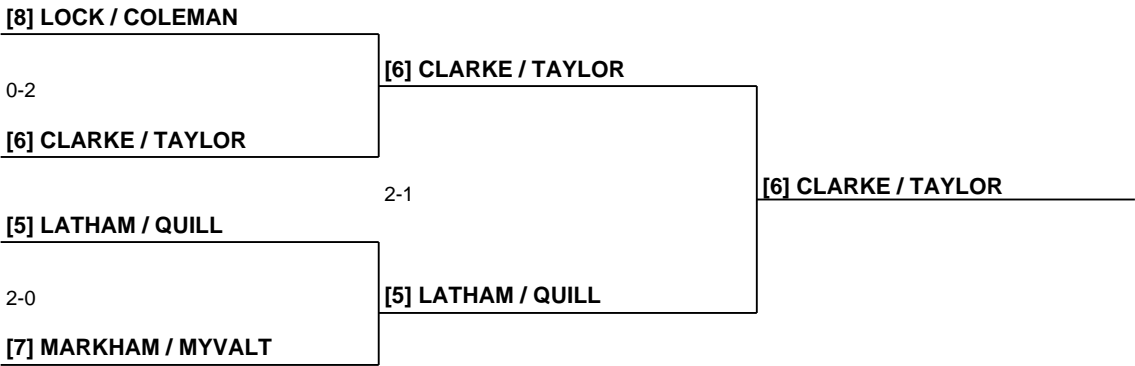 [8] LOCK / COLEMAN
[6] CLARKE / TAYLOR
0-2
[6] CLARKE / TAYLOR
[6] CLARKE / TAYLOR
2-1
[5] LATHAM / QUILL
[5] LATHAM / QUILL
2-0
[7] MARKHAM / MYVALT